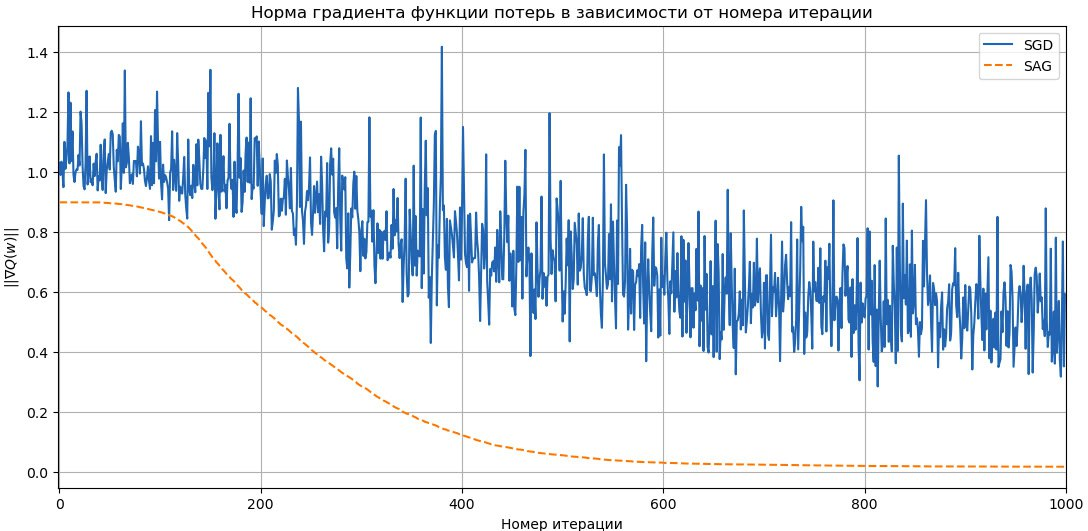 Норма градиента функции потерь в зависимости от номера итерации
SGD
SAG
||∇Q(w)||
1.4
1.2
1.0
0.8
0.6
0.4
0.2
0.0
0 200 400 600 800 1000
Номер итерации